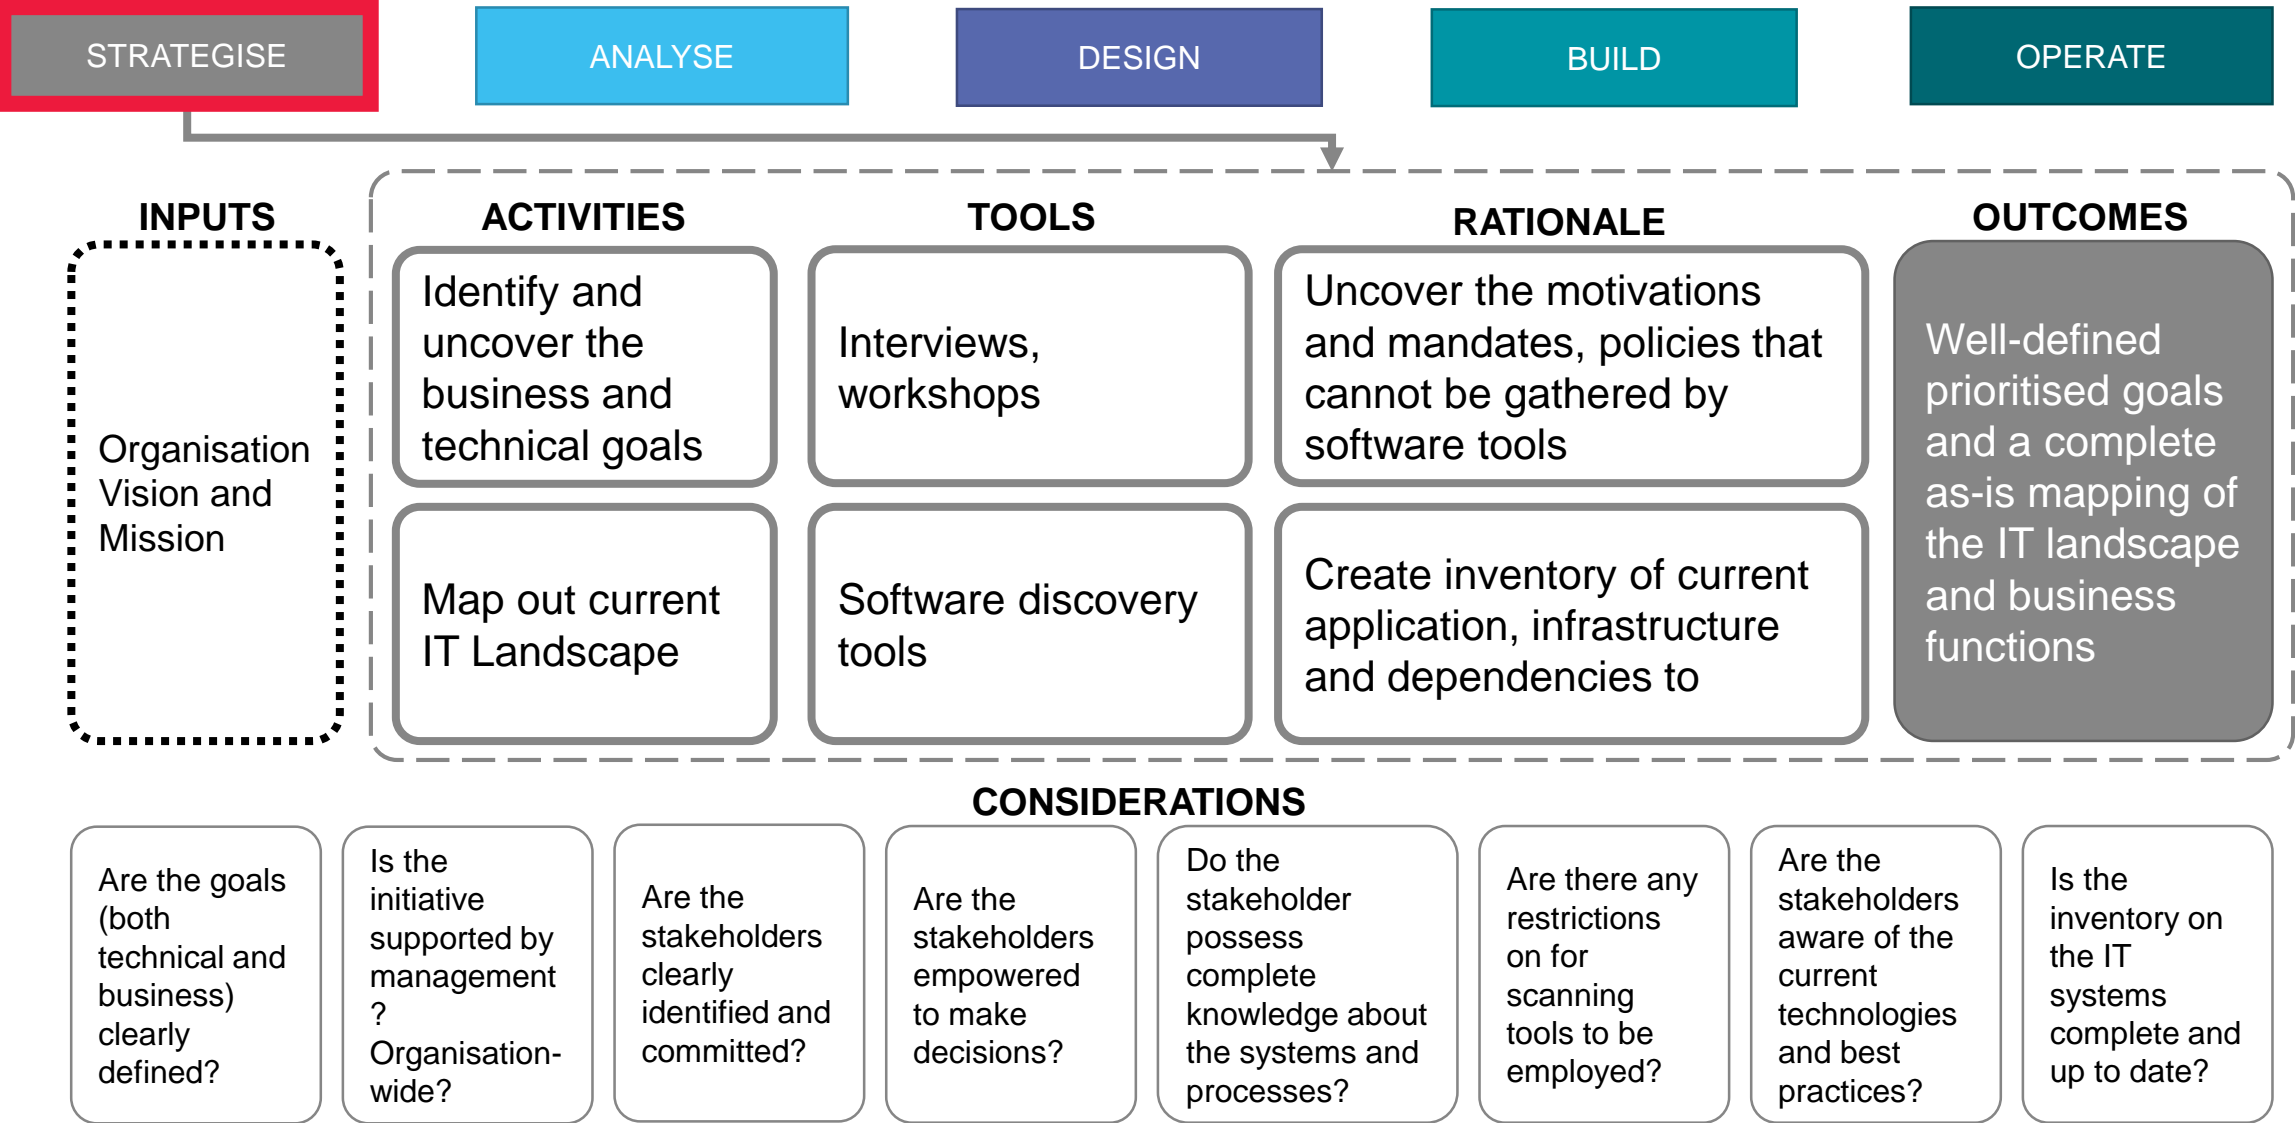 STRATEGISE
ANALYSE
DESIGN
BUILD
OPERATE
INPUTS
ACTIVITIES
TOOLS
RATIONALE
OUTCOMES
Organisation
Vision and
Mission
Identify and
uncover the
business and
technical goals
Interviews,
workshops
Uncover the motivations
and mandates, policies that
cannot be gathered by
software tools
Map out current
IT Landscape
Software discovery
tools
Create inventory of current
application, infrastructure
and dependencies to
Well-defined
prioritised goals
and a complete
as-is mapping of
the IT landscape
and business
functions
CONSIDERATIONS
Are the goals
(both
technical and
business)
clearly
defined?
Is the
initiative
supported by
management
?
Organisation-
wide?
Are the
stakeholders
clearly
identified and
committed?
Are the
stakeholders
empowered
to make
decisions?
Do the
stakeholder
possess
complete
knowledge about
the systems and
processes?
Are there any
restrictions
on for
scanning
tools to be
employed?
Are the
stakeholders
aware of the
current
technologies
and best
practices?
Is the
inventory on
the IT
systems
complete and
up to date?